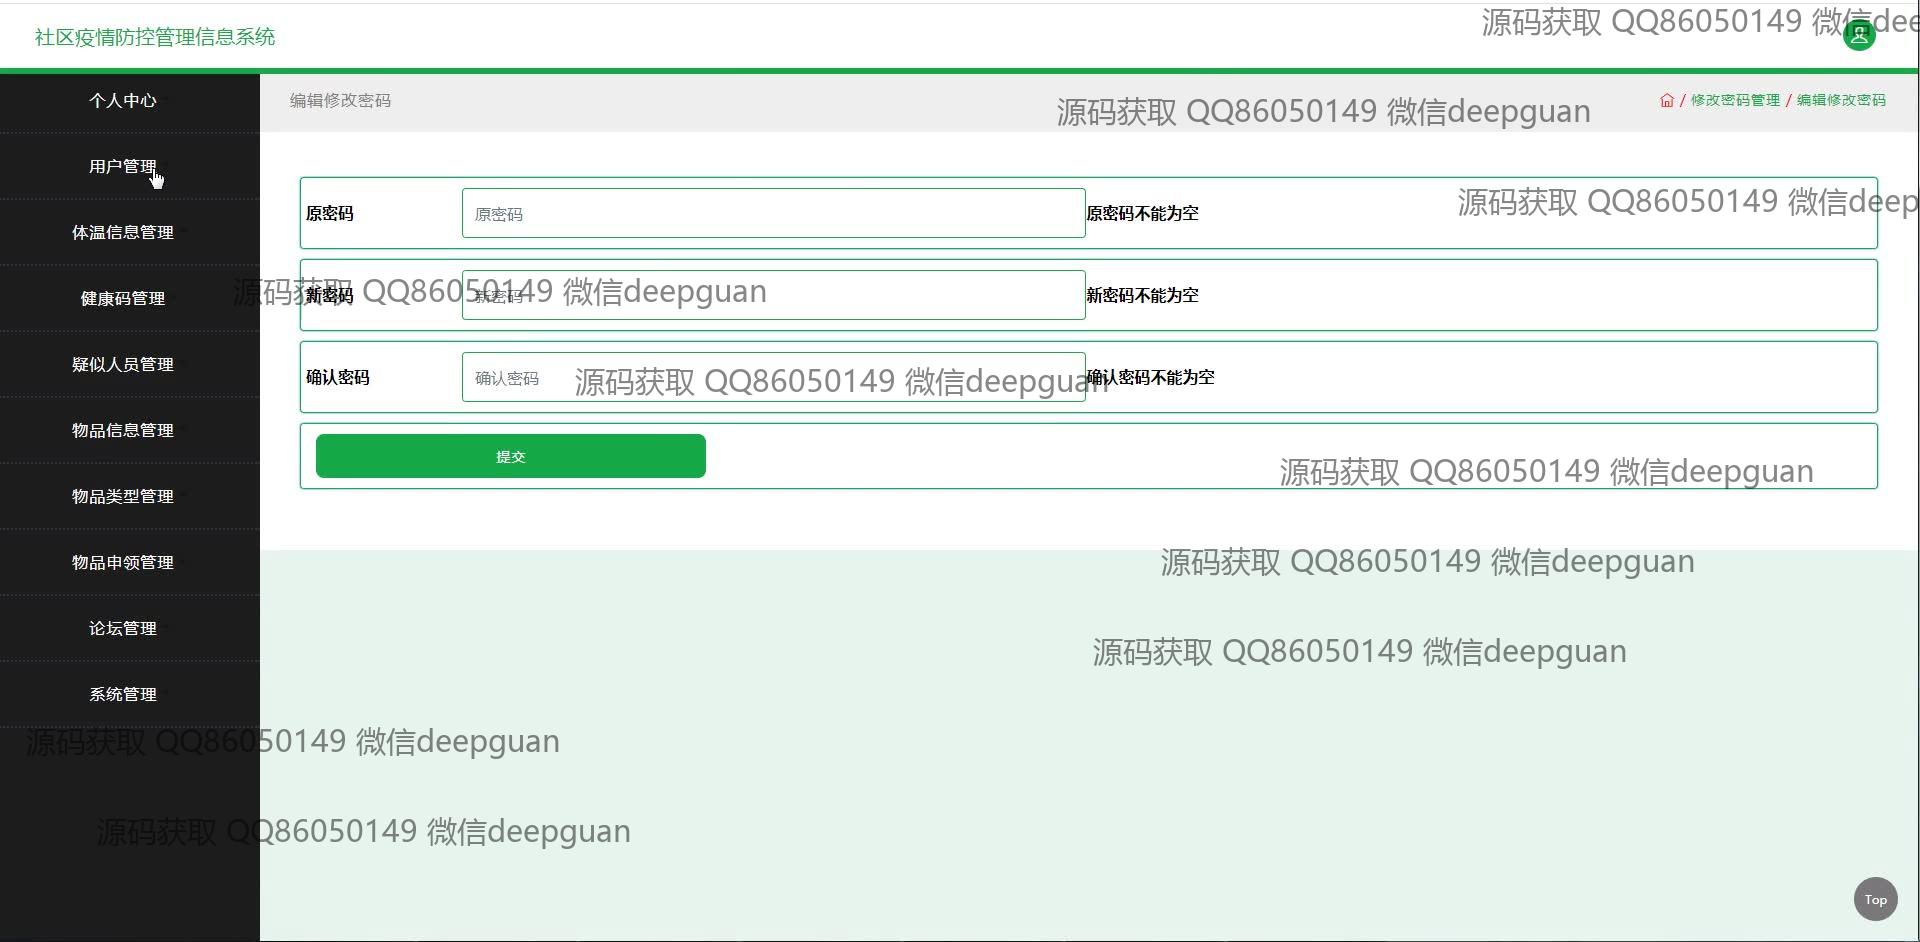 社区疫情防控管理信息系统
源码获取 QQ86050149 微信dee
个人中心
编辑修改密码
源码获取 QQ86050149 微信deepguan
/ 修改密码管理 / 编辑修改密码
用户管理
原密码
原密码
原密码不能为空
源码获取 QQ86050149 微信deep
体温信息管理
健康码管理
源码获取 QQ86050149 微信deepguan
新密码
新密码
新密码不能为空
疑似人员管理
确认密码
确认密码
源码获取 QQ86050149 微信deepguan
确认密码不能为空
物品信息管理
提交
源码获取 QQ86050149 微信deepguan
物品类型管理
物品申领管理
源码获取 QQ86050149 微信deepguan
论坛管理
源码获取 QQ86050149 微信deepguan
系统管理
源码获取 QQ86050149 微信deepguan
源码获取 QQ86050149 微信deepguan
Top